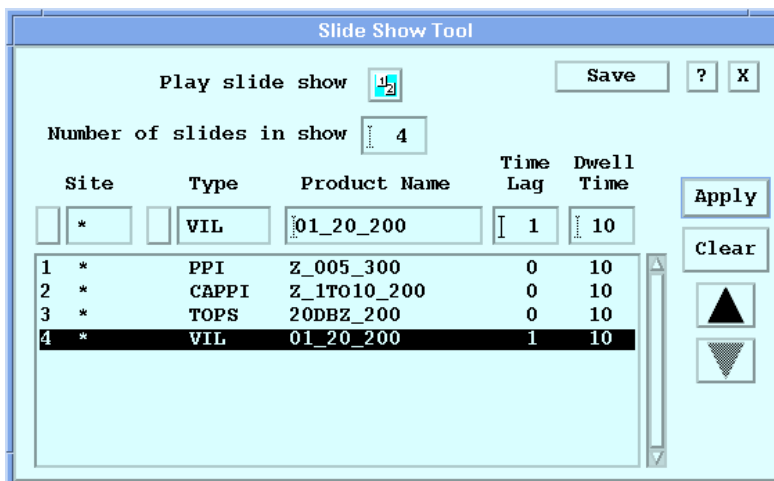 Slide Show Tool
Play slide show 1 2 Save ? X
Number of slides in show 4
Site Type Product Name Time Lag Dwell Time
* VIL 01_20_200 1 10 Apply
Clear
1 * PPI Z_005_300 0 10
2 * CAPPI Z_1TO10_200 0 10
3 * TOPS 20DBZ_200 0 10
4 * VIL 01_20_200 1 10